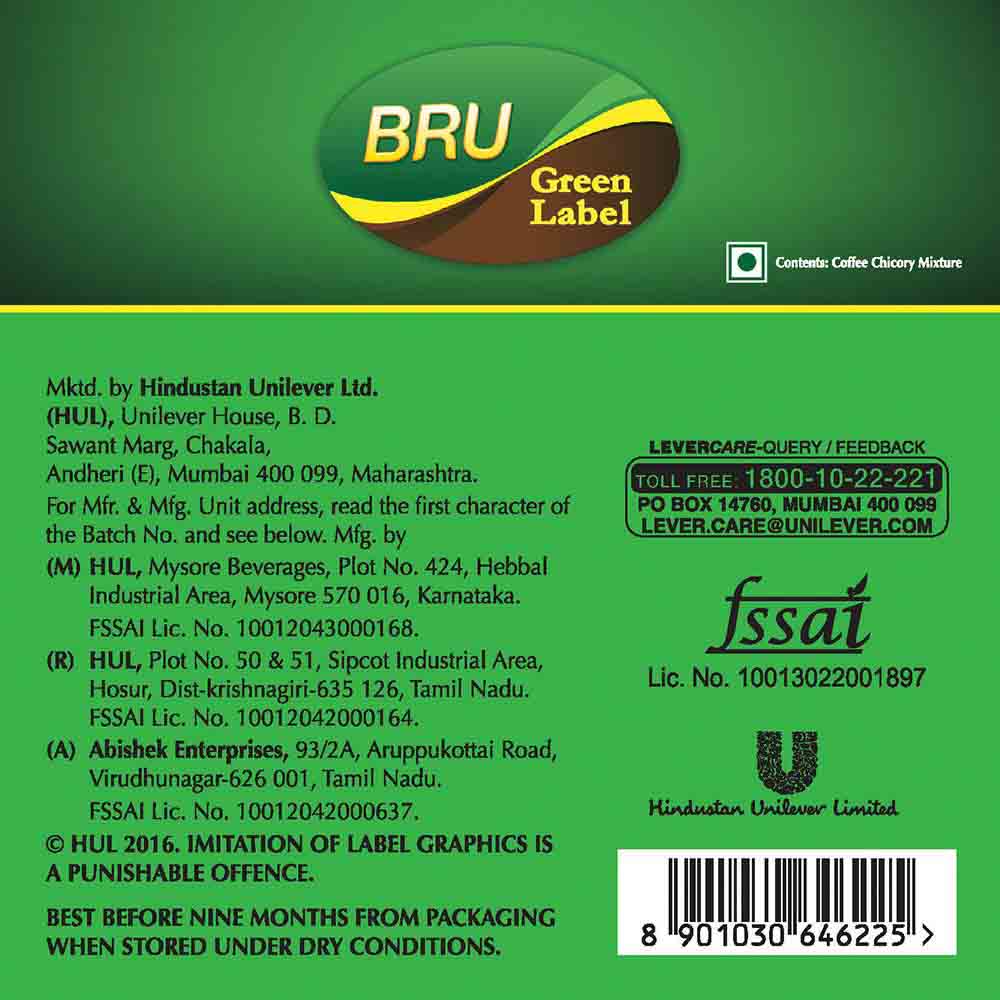 BRU
Green
Label
Contents: Coffee Chicory Mixture
Mktd. by Hindustan Unilever Ltd.
(HUL), Unilever House, B. D.
Sawant Marg, Chakala,
Andheri (E), Mumbai 400 099, Maharashtra.
For Mfr. & Mfg. Unit address, read the first character of
the Batch No. and see below. Mfg. by
(M) HUL, Mysore Beverages, Plot No. 424, Hebbal
Industrial Area, Mysore 570 016, Karnataka.
FSSAI Lic. No. 10012043000168.
(R) HUL, Plot No. 50 & 51, Sipcot Industrial Area,
Hosur, Dist-krishnagiri-635 126, Tamil Nadu.
FSSAI Lic. No. 10012042000164.
(A) Abishek Enterprises, 93/2A, Aruppukottai Road,
Virudhunagar-626 001, Tamil Nadu.
FSSAI Lic. No. 10012042000637.
© HUL 2016. IMITATION OF LABEL GRAPHICS IS
A PUNISHABLE OFFENCE.
BEST BEFORE NINE MONTHS FROM PACKAGING
WHEN STORED UNDER DRY CONDITIONS.
LEVERCARE-QUERY / FEEDBACK
TOLL FREE: 1800-10-22-221
PO BOX 14760, MUMBAI 400 099
LEVER.CARE@UNILEVER.COM
fssai
Lic. No. 10013022001897
Hindustan Unilever Limited
8 901030 646225 >